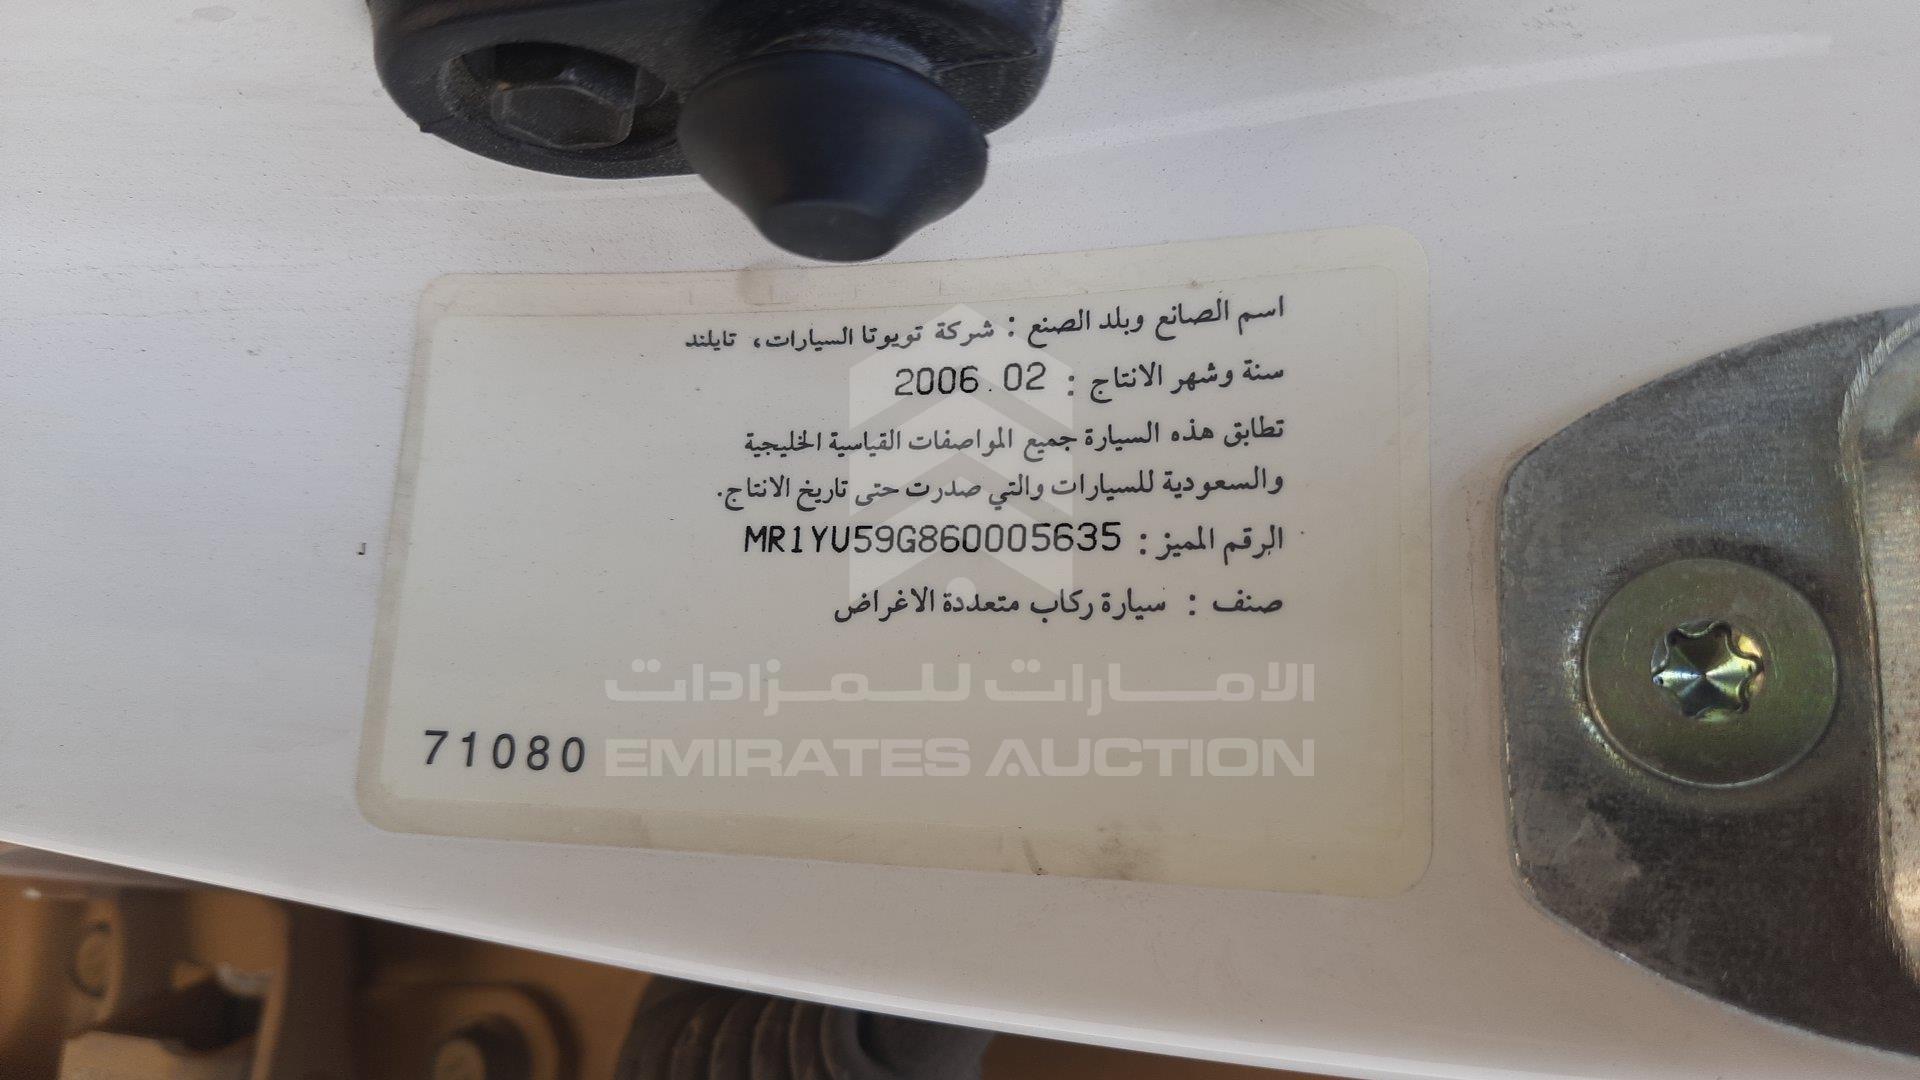 اسم الصانع وبلد الصنع : شركة تويوتا السيارات، تايلند
سنة وشهر الانتاج : 2006.02
تطابق هذه السيارة جميع المواصفات القياسية الخليجية
والسعودية للسيارات والتي صدرت حتى تاريخ الانتاج.
الرقم المميز : MR1YU59G860005635
صنف : سيارة ركاب متعددة الاغراض
الامارات للمزادات
EMIRATES AUCTION
71080